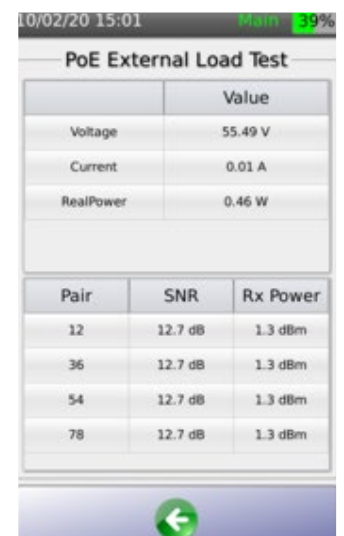 10/02/20 15:01 Main 39%
PoE External Load Test
Value
Voltage 55.49 V
Current 0.01 A
RealPower 0.46 W
Pair SNR Rx Power
12 12.7 dB 1.3 dBm
36 12.7 dB 1.3 dBm
54 12.7 dB 1.3 dBm
78 12.7 dB 1.3 dBm